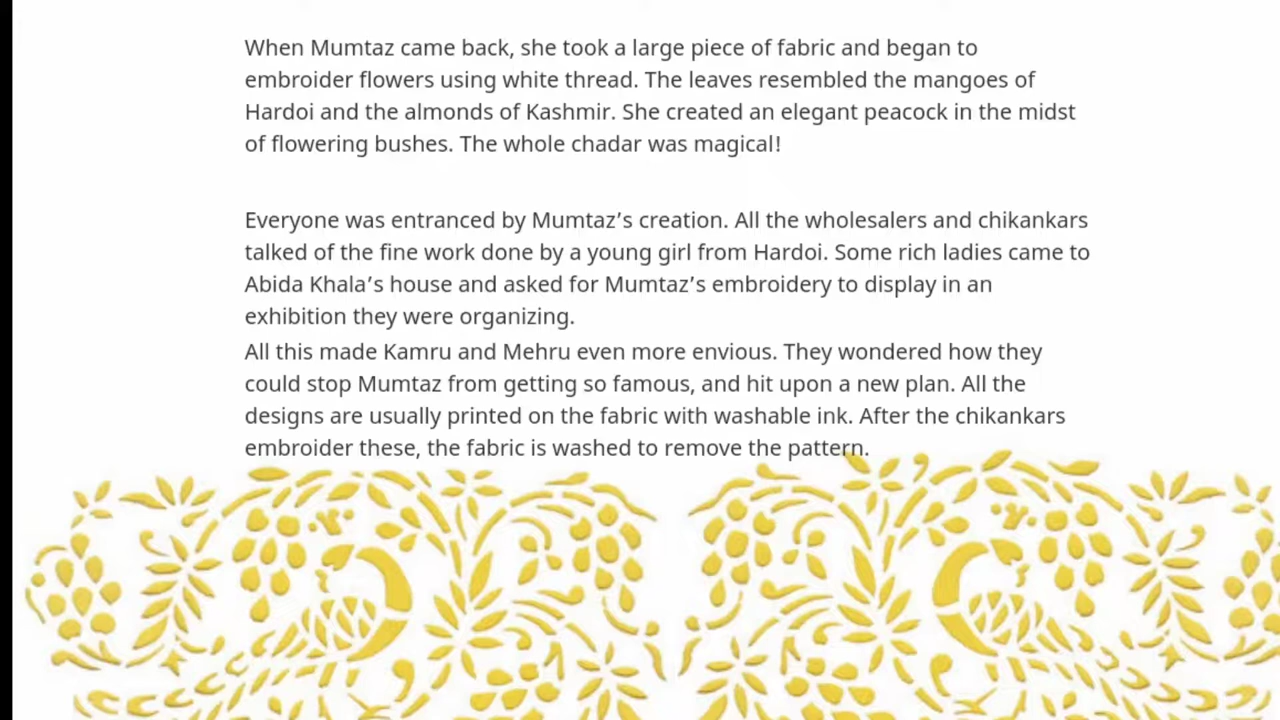 When Mumtaz came back, she took a large piece of fabric and began to
embroider flowers using white thread. The leaves resembled the mangoes of
Hardoi and the almonds of Kashmir. She created an elegant peacock in the midst
of flowering bushes. The whole chadar was magical!
Everyone was entranced by Mumtaz’s creation. All the wholesalers and chikankars
talked of the fine work done by a young girl from Hardoi. Some rich ladies came to
Abida Khala’s house and asked for Mumtaz’s embroidery to display in an
exhibition they were organizing.
All this made Kamru and Mehru even more envious. They wondered how they
could stop Mumtaz from getting so famous, and hit upon a new plan. All the
designs are usually printed on the fabric with washable ink. After the chikankars
embroider these, the fabric is washed to remove the pattern.